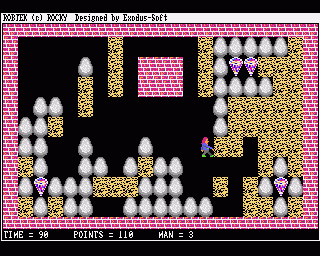 ROBTEK (c) ROCKY Designed by Exodus-Soft
TIME = 90 POINTS = 110 MAN = 3